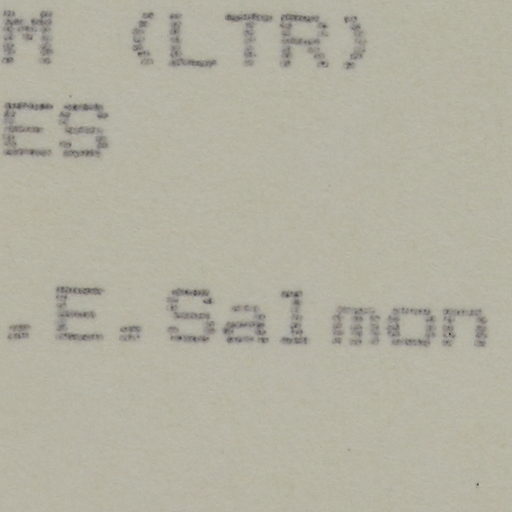 M (LTR)
ES
.E.Salmon